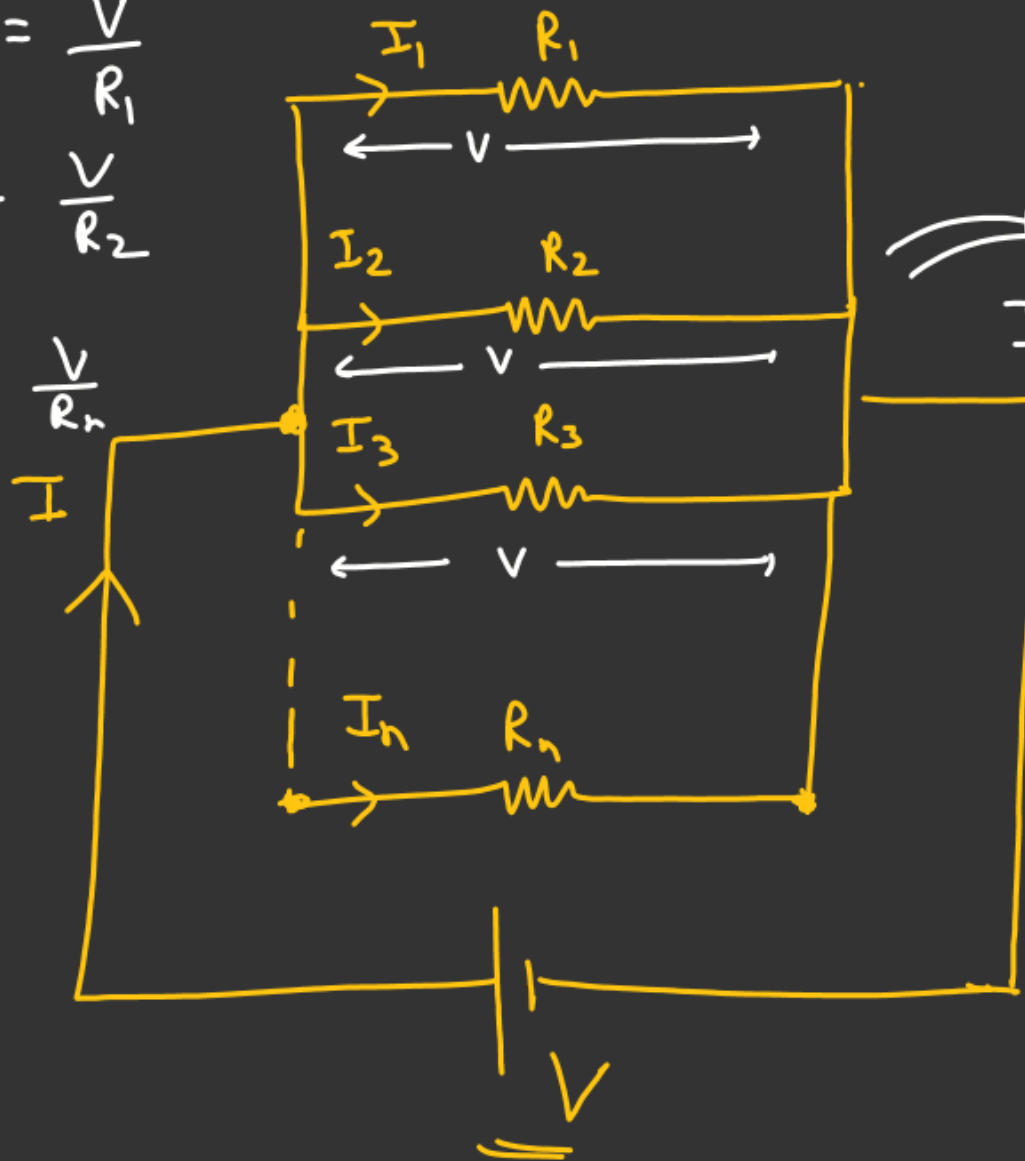 = V/R₁
I₁ R₁
V
V/R₂
I₂ R₂
V
V/Rₙ
I₃ R₃
I
V
Iₙ Rₙ
V